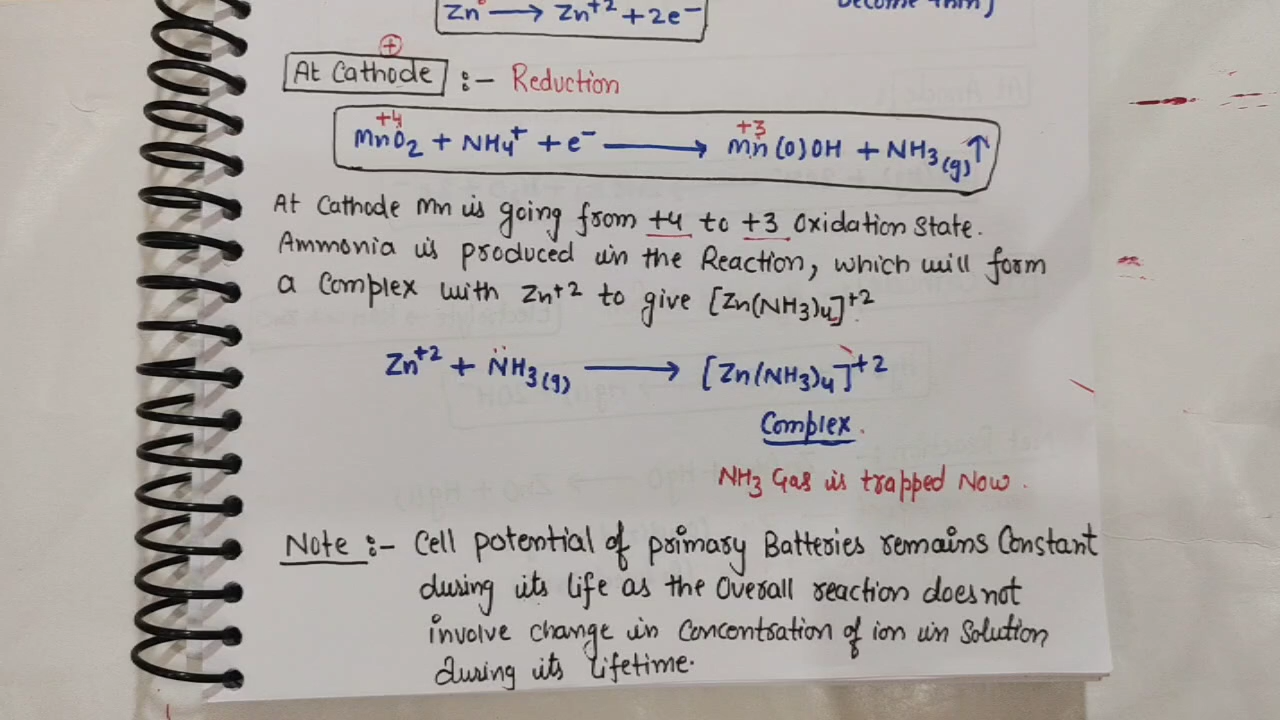 Zn° ⟶ Zn+2 + 2e−
become thin)
+
At Cathode :- Reduction
+4 +3
MnO2 + NH4+ + e− ⟶ Mn(O)OH + NH3(g)↑
At Cathode Mn is going from +4 to +3 Oxidation State.
Ammonia is produced in the Reaction, which will form
a Complex with Zn+2 to give [Zn(NH3)4]+2.
Zn+2 + NH3(g) ⟶ [Zn(NH3)4]+2
Complex.
NH3 Gas is trapped Now.
Note :- Cell potential of primary Batteries remains Constant
during its life as the Overall reaction does not
involve change in Concentration of ion in Solution
during its lifetime.